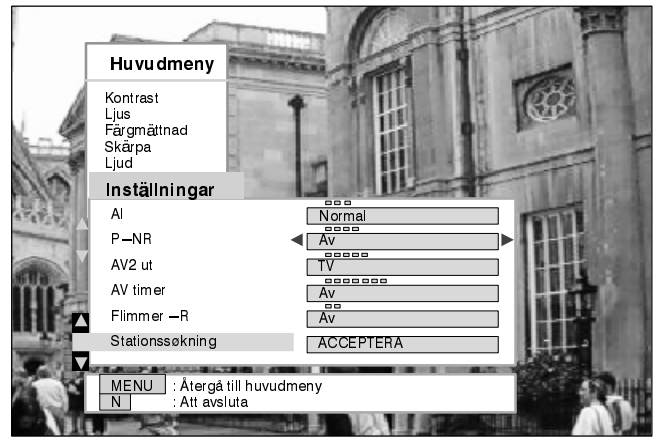 Huvudmeny
Kontrast
Ljus
Färgmättnad
Skärpa
Ljud
Inställningar
AI Normal
P–NR Av
AV2 ut TV
AV timer Av
Flimmer –R Av
Stationssøkning ACCEPTERA
MENU : Återgå till huvudmeny
N : Att avsluta